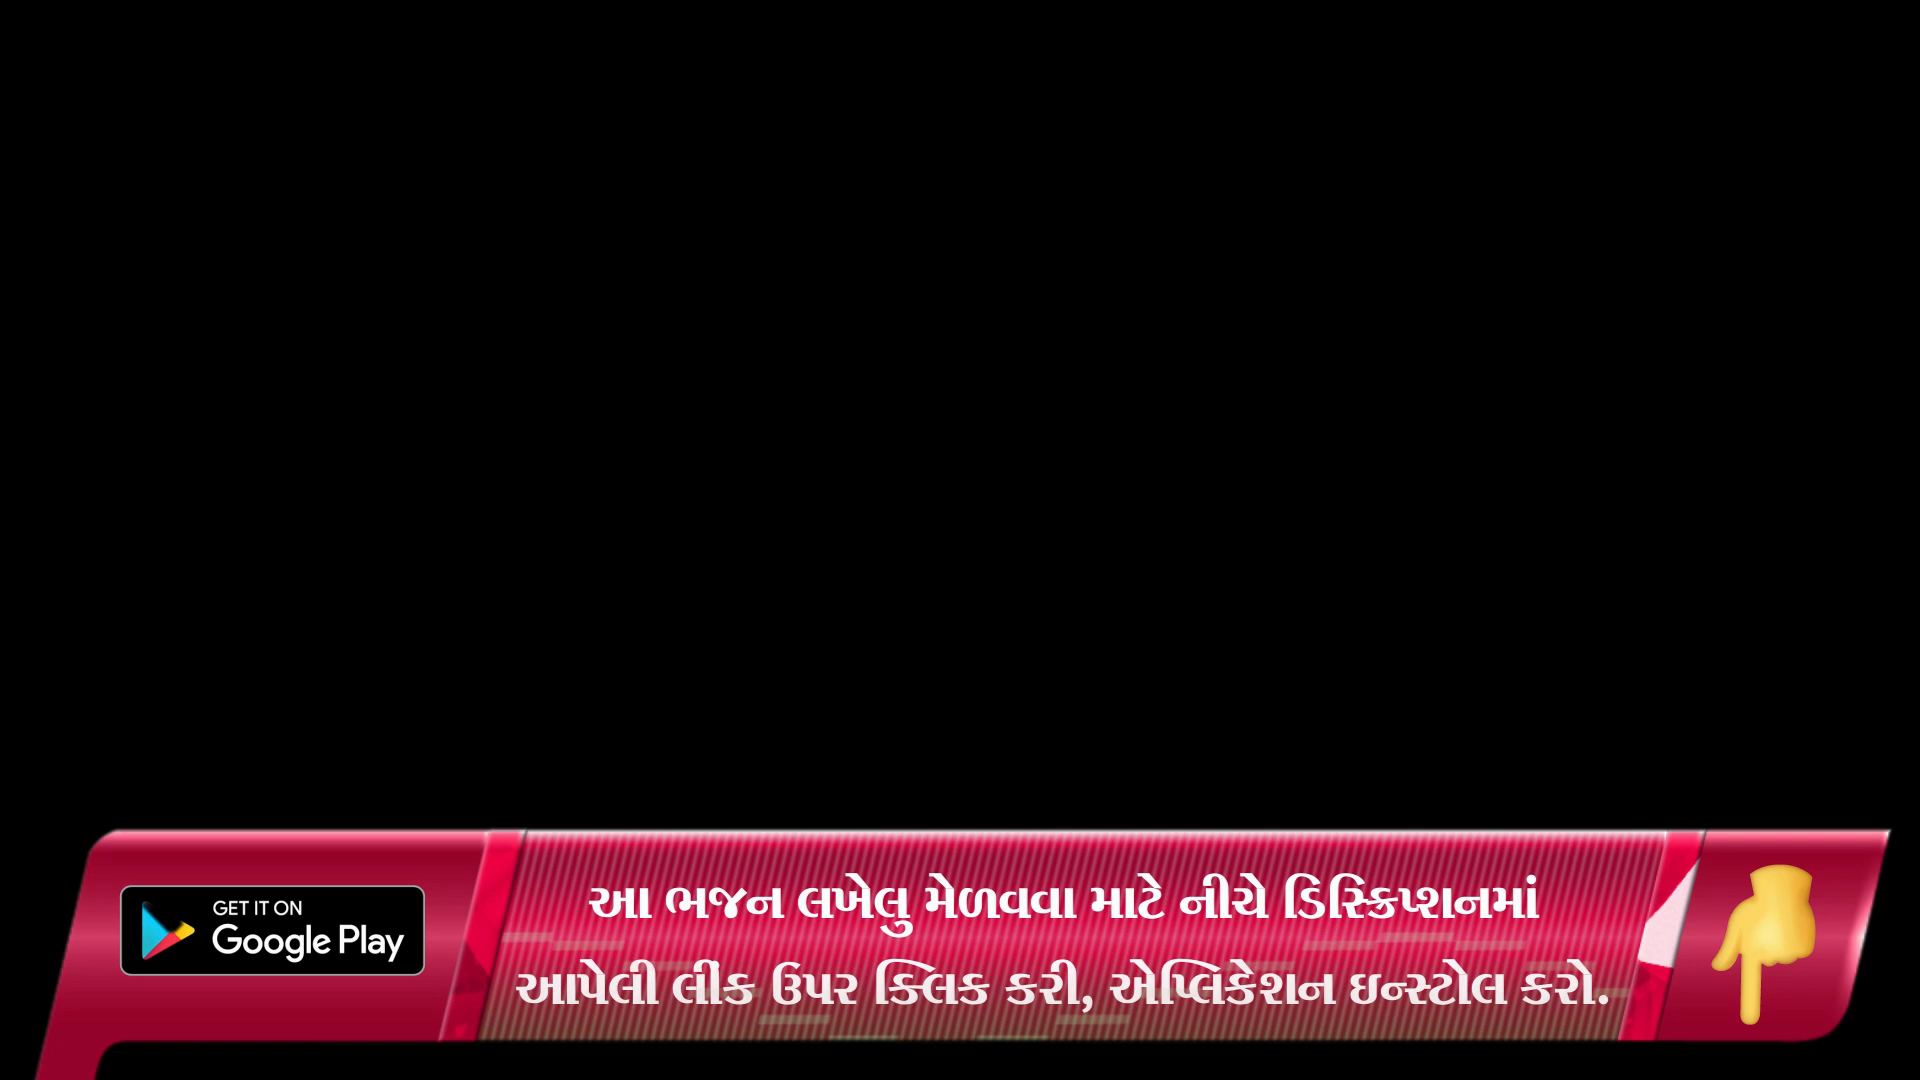 GET IT ON
Google Play
આ ભજન લખેલુ મેળવવા માટે નીચે ડિસ્ક્રિપ્શનમાં
આપેલી લીંક ઉપર ક્લિક કરી, એપ્લિકેશન ઇન્સ્ટોલ કરો.